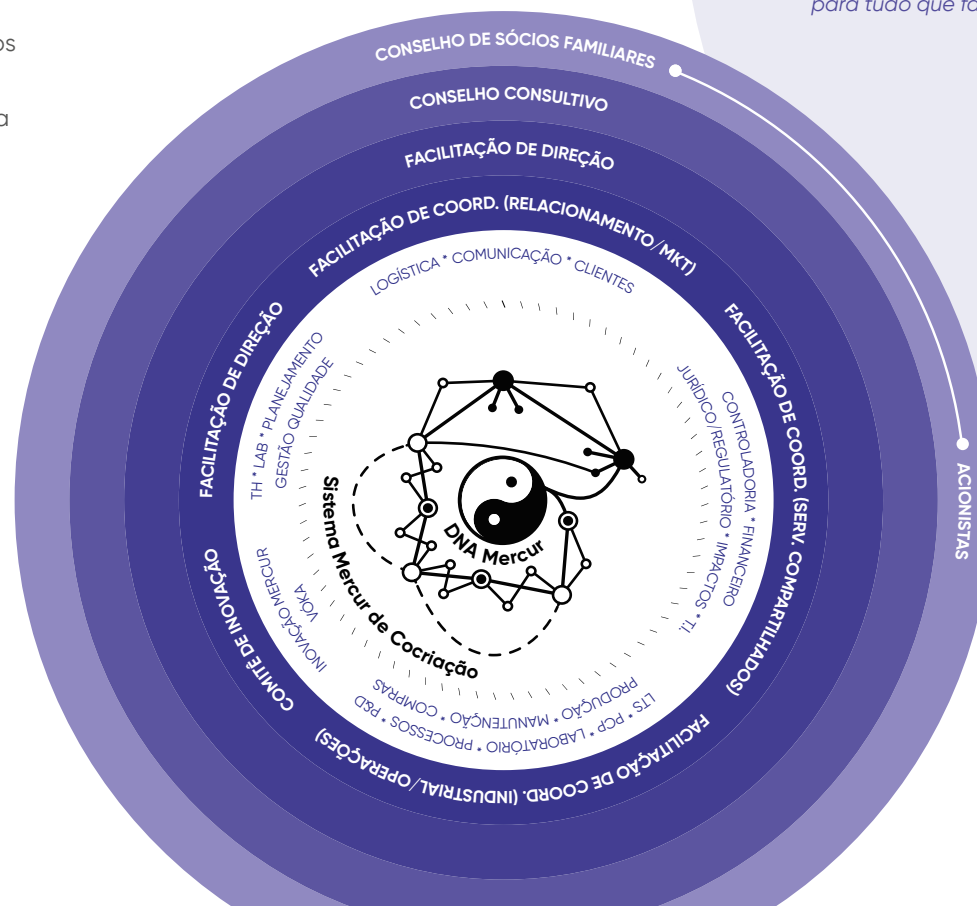 para tudo que fa
os
a
CONSELHO DE SÓCIOS FAMILIARES
ACIONISTAS
CONSELHO CONSULTIVO
FACILITAÇÃO DE DIREÇÃO
FACILITAÇÃO DE COORD. (RELACIONAMENTO/MKT)
FACILITAÇÃO DE COORD. (SERV. COMPARTILHADOS)
FACILITAÇÃO DE COORD. (INDUSTRIAL/OPERAÇÕES)
COMITÊ DE INOVAÇÃO
FACILITAÇÃO DE DIREÇÃO
LOGÍSTICA * COMUNICAÇÃO * CLIENTES
CONTROLADORIA * FINANCEIRO
JURÍDICO/REGULATÓRIO * IMPACTOS * T.I.
PRODUÇÃO * MANUTENÇÃO * COMPRAS
LTS * PCP * LABORATÓRIO * PROCESSOS * P&D
INOVAÇÃO MERCUR
VÓKA
TH * LAB * PLANEJAMENTO
GESTÃO QUALIDADE
DNA Mercur
Sistema Mercur de Cocriação